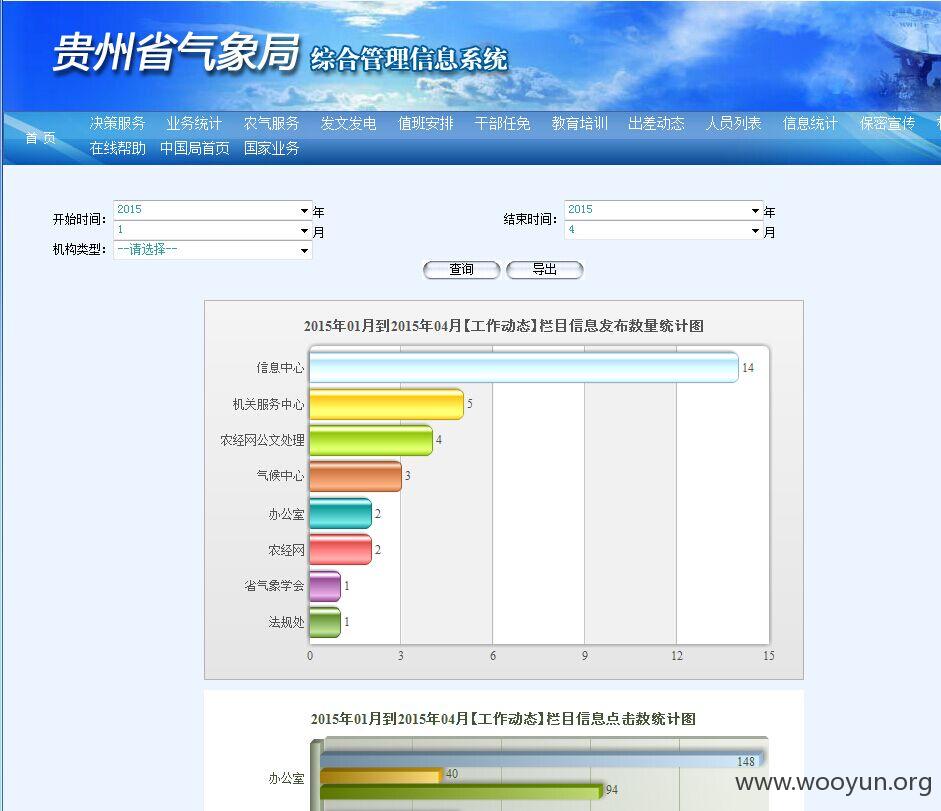 贵州省气象局 综合管理信息系统
首 页
决策服务 业务统计 农气服务 发文发电 值班安排 干部任免 教育培训 出差动态 人员列表 信息统计 保密宣传
在线帮助 中国局首页 国家业务
开始时间： 2015 年 结束时间： 2015 年
1 月 4 月
机构类型： --请选择--
查询 导出
2015年01月到2015年04月【工作动态】栏目信息发布数量统计图
信息中心 14
机关服务中心 5
农经网公文处理 4
气候中心 3
办公室 2
农经网 2
省气象学会 1
法规处 1
0 3 6 9 12 15
2015年01月到2015年04月【工作动态】栏目信息点击数统计图
148
办公室 40
94
www.wooyun.org